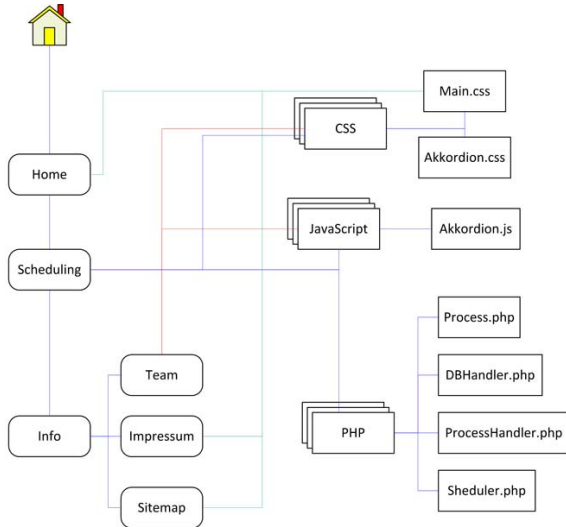 Main.css
CSS
Akkordion.css
Home
JavaScript
Akkordion.js
Scheduling
Process.php
Team
DBHandler.php
Info
Impressum
PHP
ProcessHandler.php
Sitemap
Sheduler.php